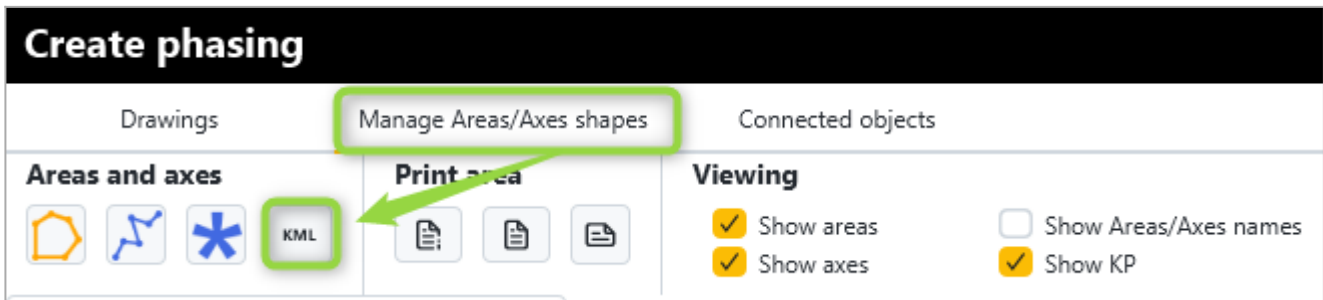 Create phasing
Drawings
Manage Areas/Axes shapes
Connected objects
Areas and axes
KML
Print area
Viewing
Show areas
Show Areas/Axes names
Show axes
Show KP